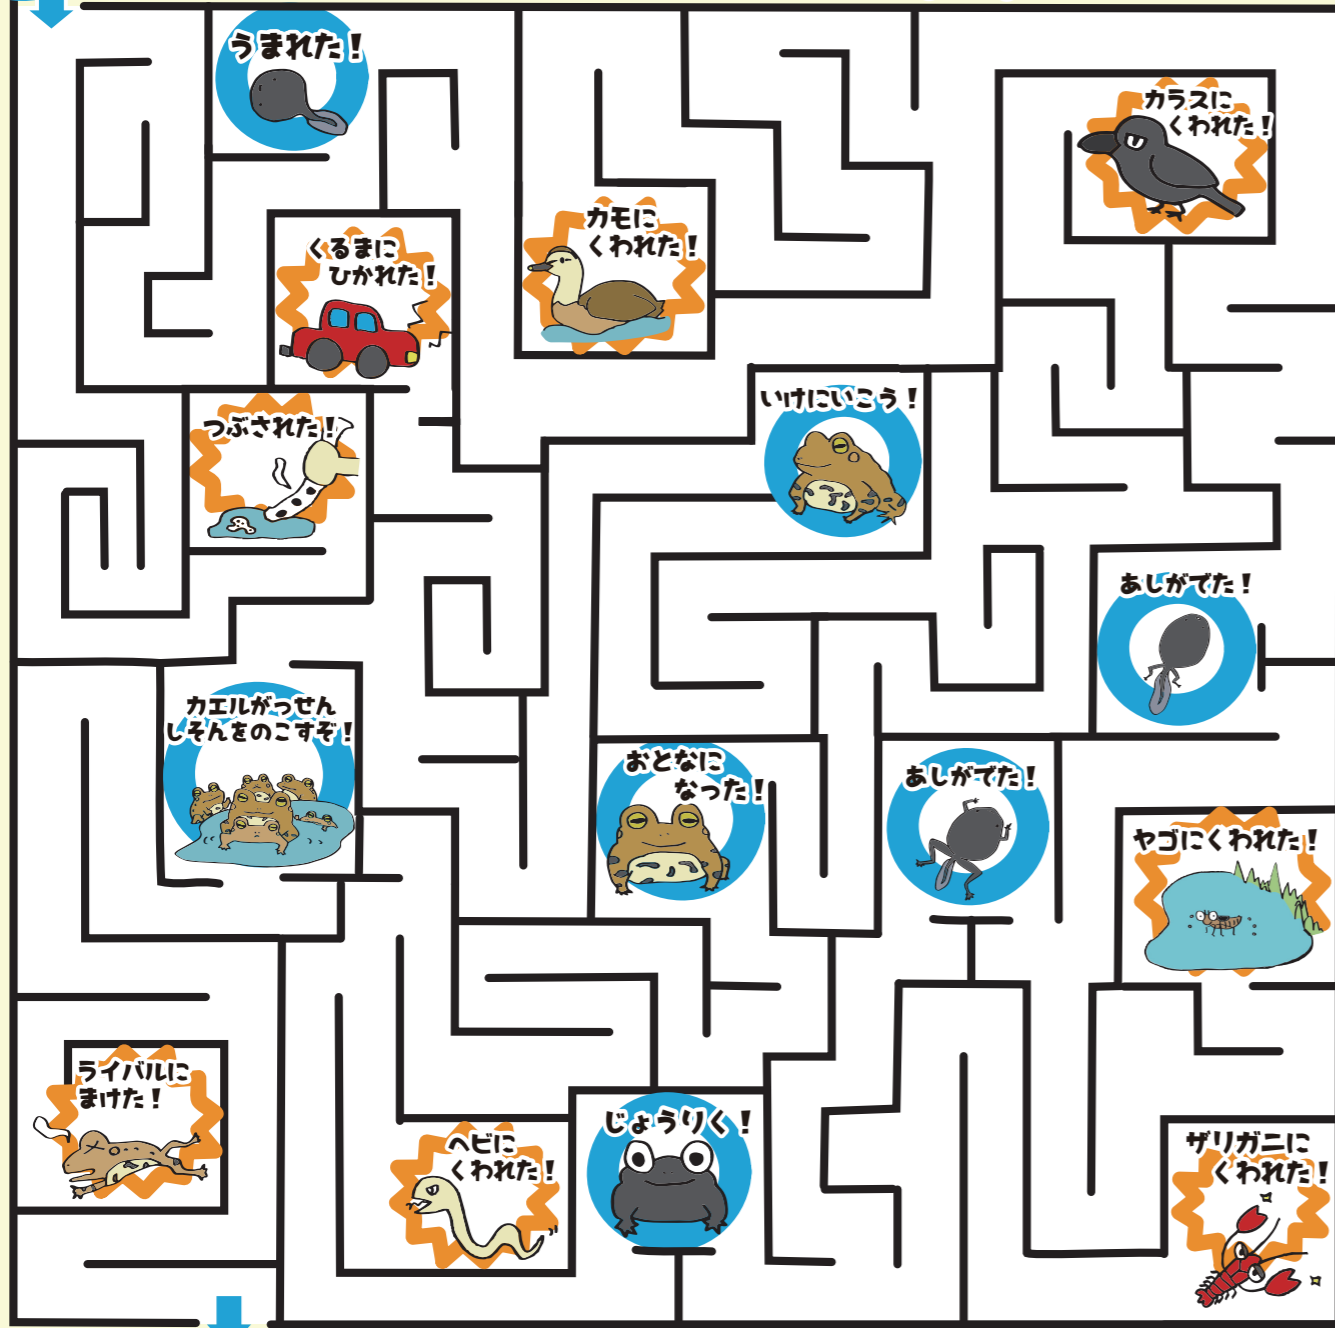 うまれた！
カラスに
くわれた！
カモに
くわれた！
くるまに
ひかれた！
いけにいこう！
つぶされた！
あしがでた！
カエルがっせん
しそんをのこすぞ！
おとなに
なった！
あしがでた！
ヤゴにくわれた！
ライバルに
まけた！
じょうりく！
ヘビに
くわれた！
ザリガニに
くわれた！